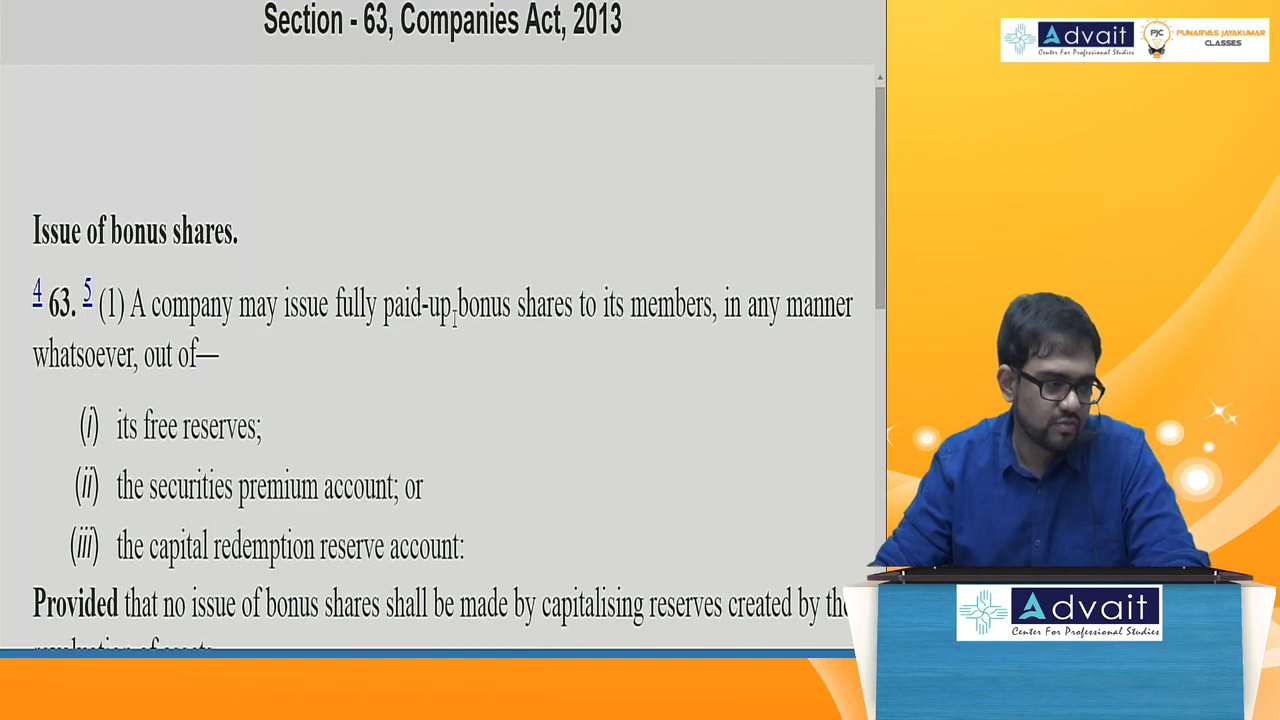 Section - 63, Companies Act, 2013
Advait
Center For Professional Studies
PJC
PUNARVAS JAYAKUMAR
CLASSES
Issue of bonus shares.
4 63. 5 (1) A company may issue fully paid-up bonus shares to its members, in any manner
whatsoever, out of—
(i) its free reserves;
(ii) the securities premium account; or
(iii) the capital redemption reserve account:
Provided that no issue of bonus shares shall be made by capitalising reserves created by the
Advait
Center For Professional Studies